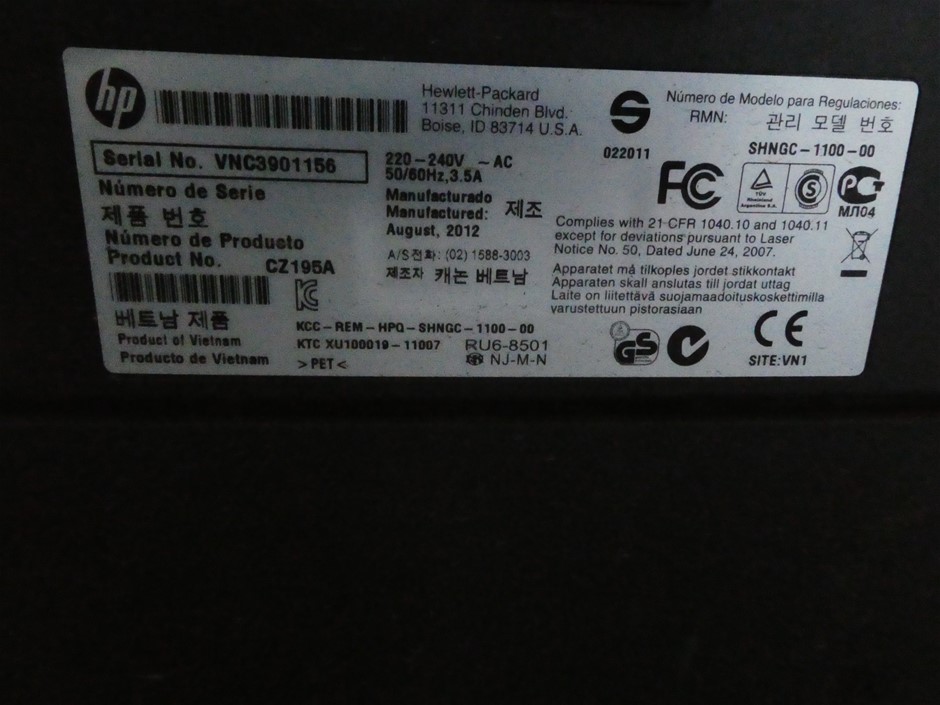 hp
Hewlett-Packard
11311 Chinden Blvd.
Boise, ID 83714 U.S.A.
Serial No. VNC3901156
Número de Serie
제품 번호
Número de Producto
Product No. CZ195A
베트남 제품
Product of Vietnam
Producto de Vietnam
220-240V ~ AC
50/60Hz, 3.5A
Manufacturado
Manufactured: 제조
August, 2012
A/S전화: (02) 1588-3003
제조자 캐논 베트남
KCC-REM-HPQ-SHNGC-1100-00
KTC XU100019-11007 RU6-8501
>PET< NJ-M-N
S
022011
Número de Modelo para Regulaciones:
RMN: 관리 모델 번호
SHNGC-1100-00
FC
TÜV
Rheinland
Argentina S.A.
S
МЛ04
Complies with 21 CFR 1040.10 and 1040.11
except for deviations pursuant to Laser
Notice No. 50, Dated June 24, 2007.
Apparatet må tilkoples jordet stikkontakt
Apparaten skall anslutas till jordat uttag
Laite on liitettävä suojamaadoituskoskettimilla
varustettuun pistorasiaan
GS
CE
SITE:VN1